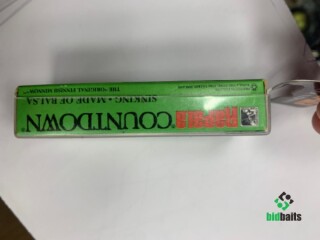 Rapala COUNTDOWN
SINKING • MADE OF BALSA
THE "ORIGINAL FINNISH MINNOW"
bidbaits